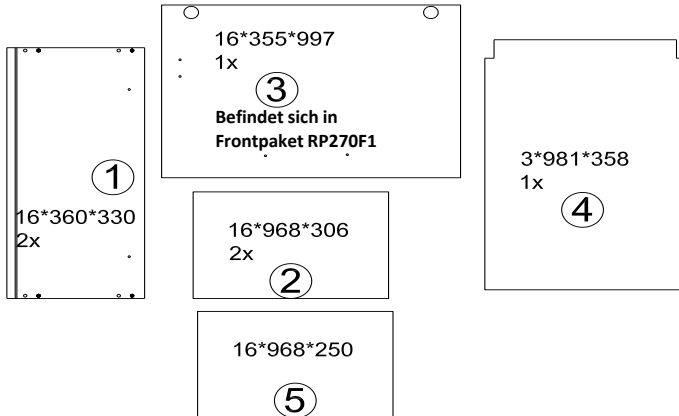 16*355*997
1x
3
Befindet sich in
Frontpaket RP270F1
1
16*360*330
2x
16*968*306
2x
2
3*981*358
1x
4
16*968*250
5